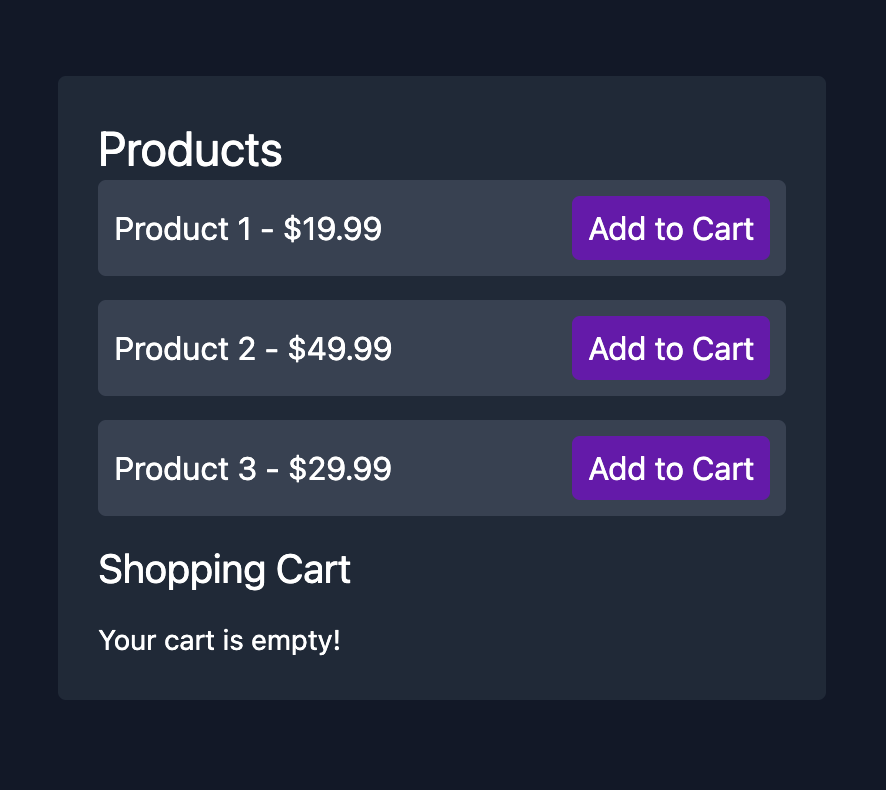 Products
Product 1 - $19.99 Add to Cart
Product 2 - $49.99 Add to Cart
Product 3 - $29.99 Add to Cart
Shopping Cart
Your cart is empty!